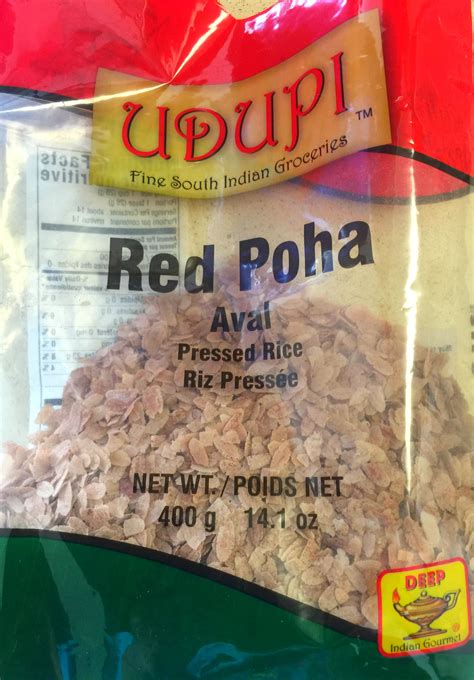 UDUPI™
Fine South Indian Groceries
Red Poha
Aval
Pressed Rice
Riz Pressée
NET WT./POIDS NET
400 g 14.1 oz
DEEP
®
Indian Gourmet